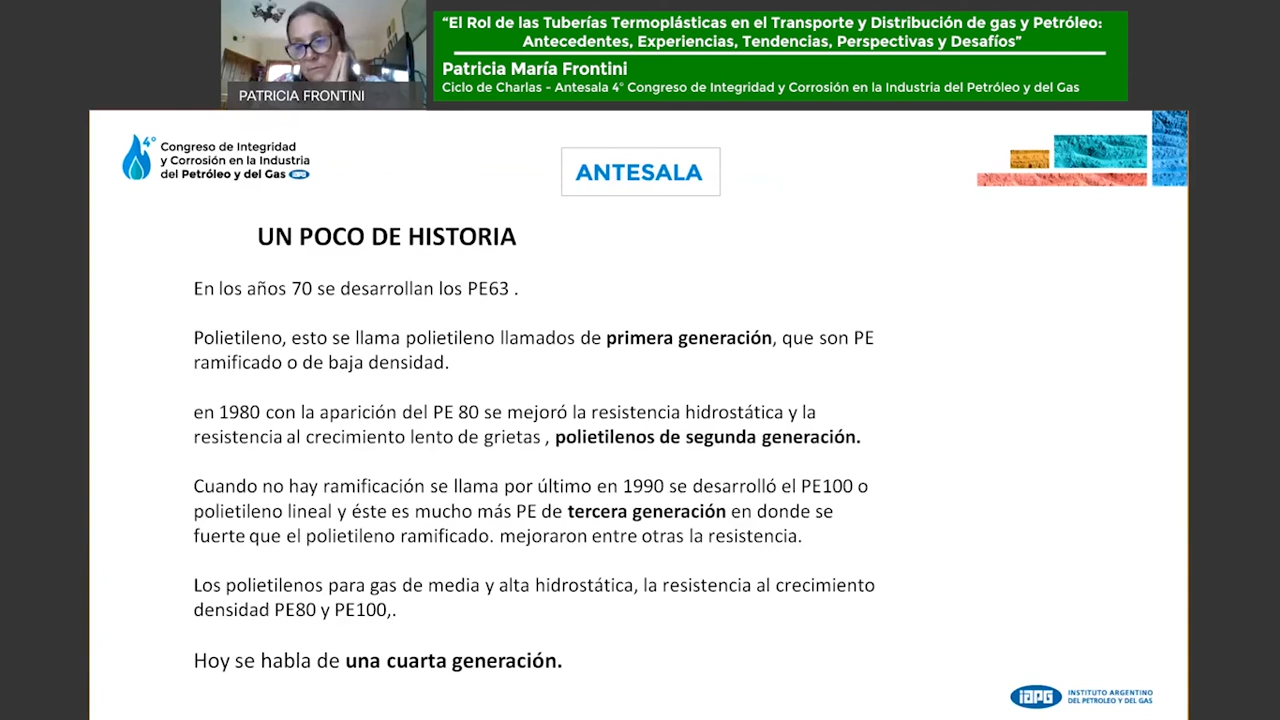 “El Rol de las Tuberías Termoplásticas en el Transporte y Distribución de gas y Petróleo:
Antecedentes, Experiencias, Tendencias, Perspectivas y Desafíos”
Patricia María Frontini
Ciclo de Charlas - Antesala 4° Congreso de Integridad y Corrosión en la Industria del Petróleo y del Gas
PATRICIA FRONTINI
4°
Congreso de Integridad
y Corrosión en la Industria
del Petróleo y del Gas iapg
ANTESALA
UN POCO DE HISTORIA
En los años 70 se desarrollan los PE63 .
Polietileno, esto se llama polietileno llamados de primera generación, que son PE
ramificado o de baja densidad.
en 1980 con la aparición del PE 80 se mejoró la resistencia hidrostática y la
resistencia al crecimiento lento de grietas , polietilenos de segunda generación.
Cuando no hay ramificación se llama por último en 1990 se desarrolló el PE100 o
polietileno lineal y éste es mucho más PE de tercera generación en donde se
fuerte que el polietileno ramificado. mejoraron entre otras la resistencia.
Los polietilenos para gas de media y alta hidrostática, la resistencia al crecimiento
densidad PE80 y PE100,.
Hoy se habla de una cuarta generación.
iapg
INSTITUTO ARGENTINO
DEL PETROLEO Y DEL GAS